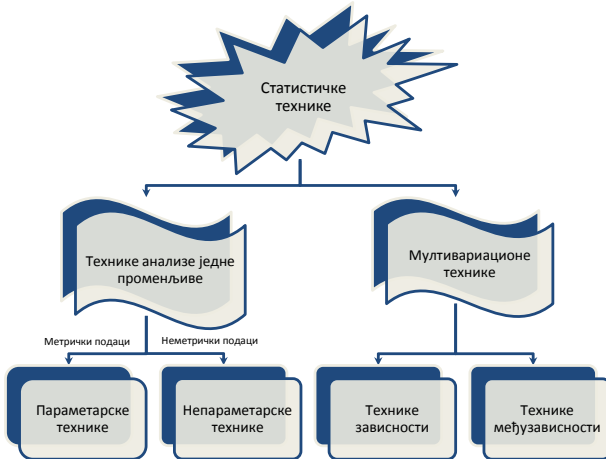 Статистичке
технике
Технике анализе једне
променљиве
Мултивариационе
технике
Метрички подаци
Неметрички подаци
Параметарске
технике
Непараметарске
технике
Технике
зависности
Технике
међузависности